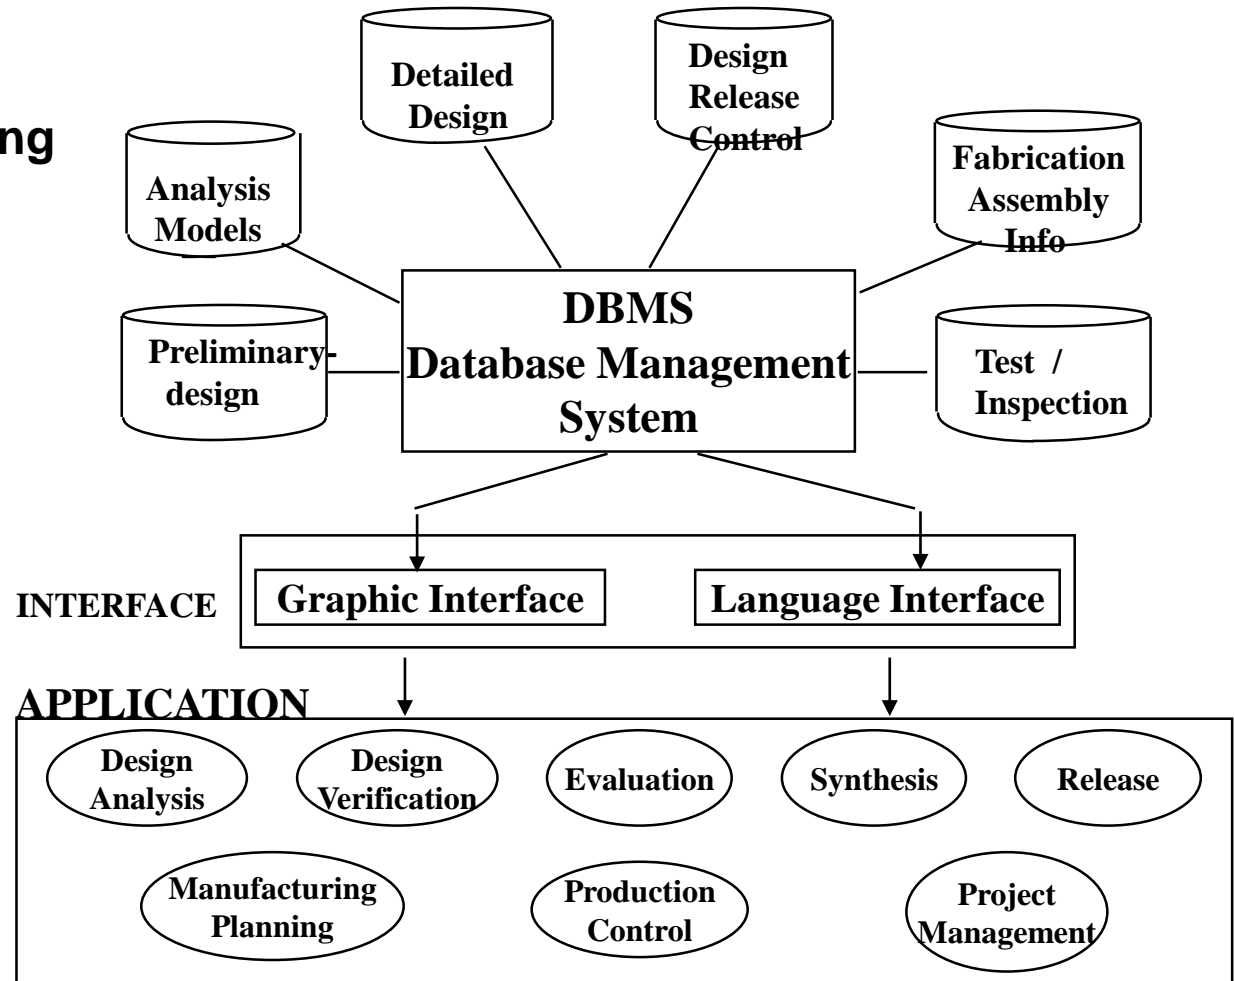 ng
Detailed
Design
Design
Release
Control
Analysis
Models
Fabrication
Assembly
Info
Preliminary-
design
DBMS
Database Management
System
Test /
Inspection
INTERFACE
Graphic Interface
Language Interface
APPLICATION
Design
Analysis
Design
Verification
Evaluation
Synthesis
Release
Manufacturing
Planning
Production
Control
Project
Management